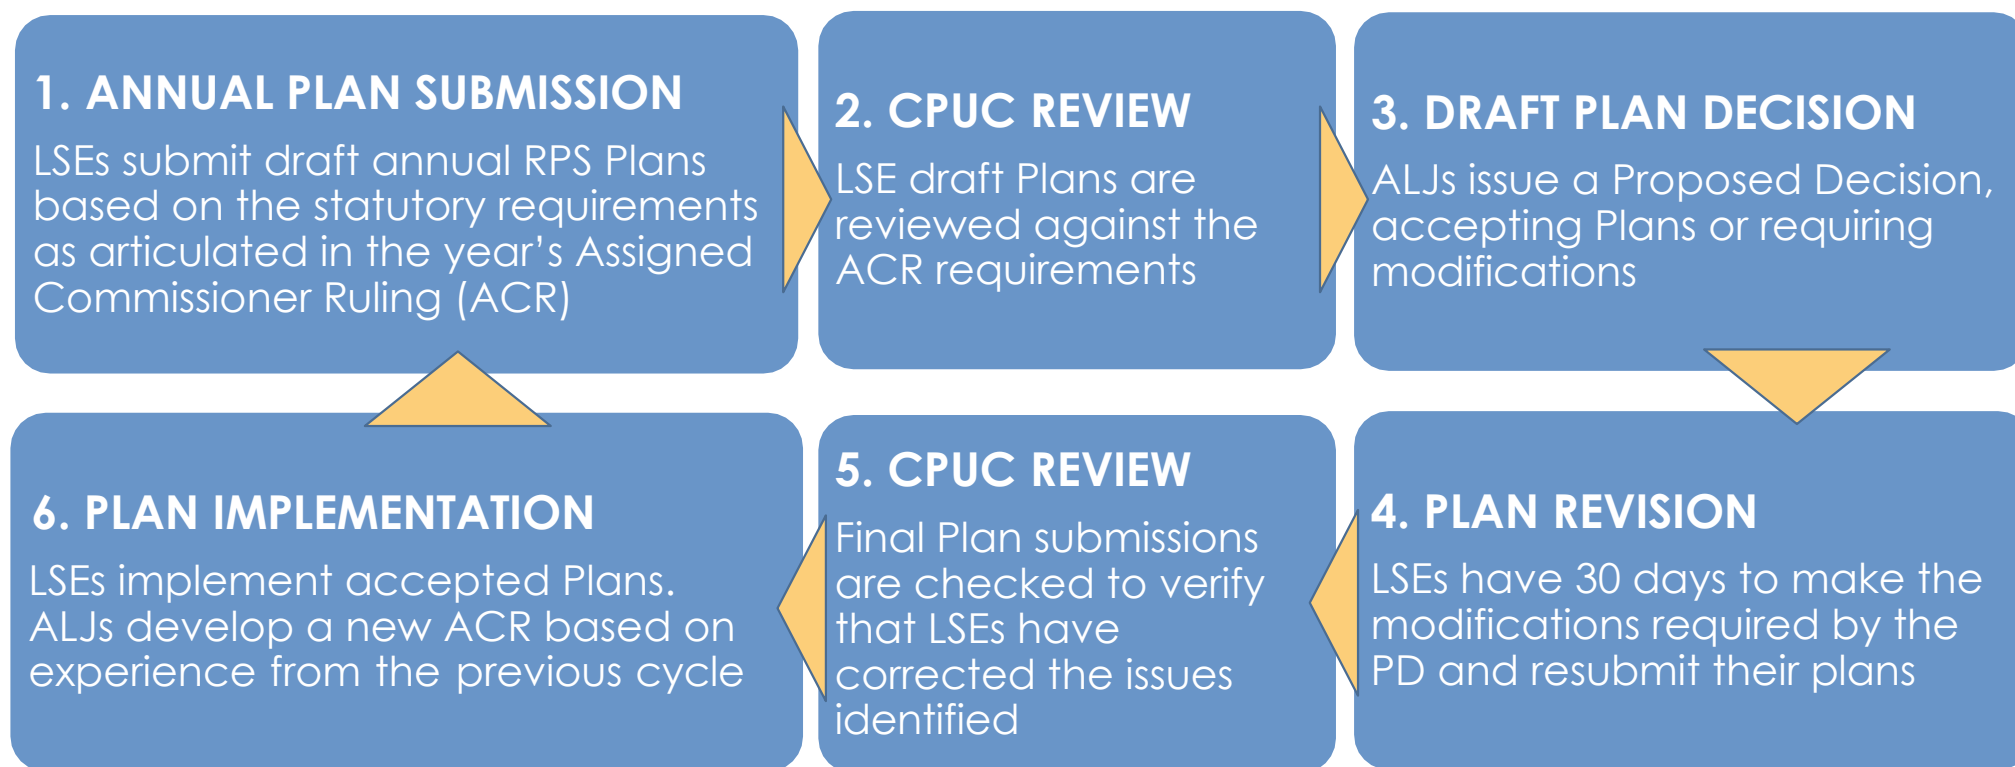 1. ANNUAL PLAN SUBMISSION
LSEs submit draft annual RPS Plans
based on the statutory requirements
as articulated in the year’s Assigned
Commissioner Ruling (ACR)
2. CPUC REVIEW
LSE draft Plans are
reviewed against the
ACR requirements
3. DRAFT PLAN DECISION
ALJs issue a Proposed Decision,
accepting Plans or requiring
modifications
4. PLAN REVISION
LSEs have 30 days to make the
modifications required by the
PD and resubmit their plans
5. CPUC REVIEW
Final Plan submissions
are checked to verify
that LSEs have
corrected the issues
identified
6. PLAN IMPLEMENTATION
LSEs implement accepted Plans.
ALJs develop a new ACR based on
experience from the previous cycle